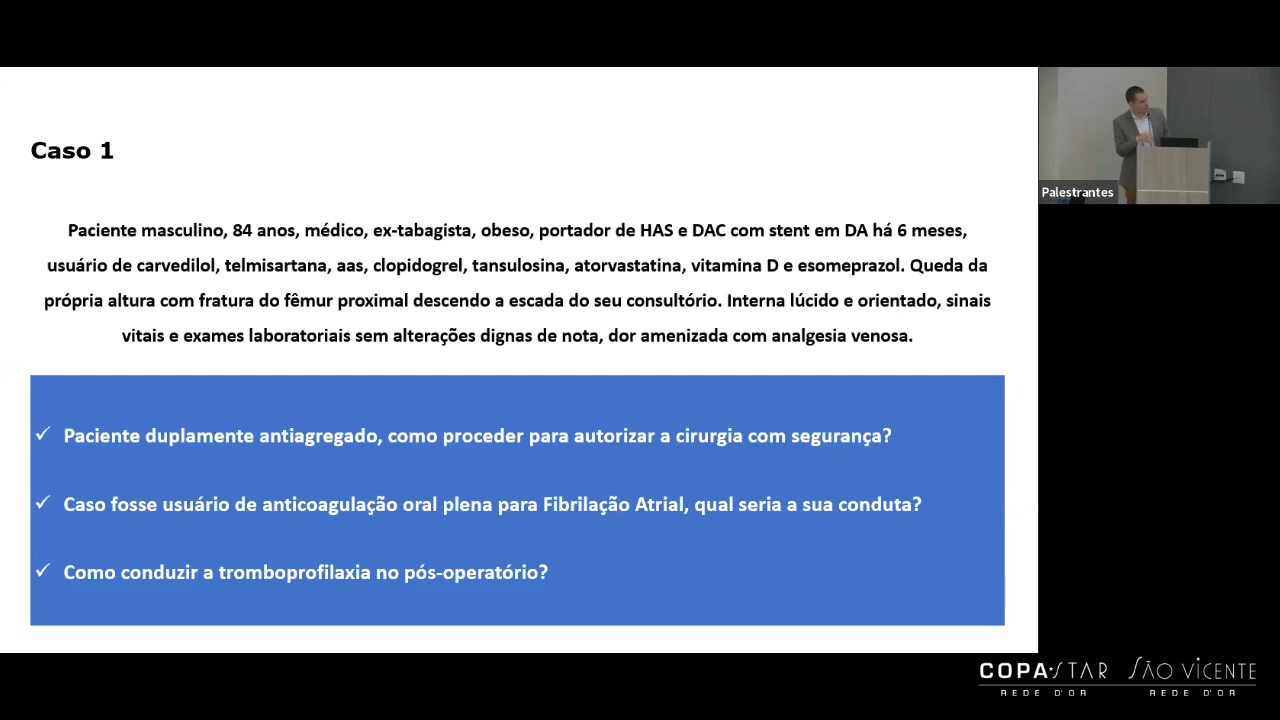 Caso 1
Paciente masculino, 84 anos, médico, ex-tabagista, obeso, portador de HAS e DAC com stent em DA há 6 meses,
usuário de carvedilol, telmisartana, aas, clopidogrel, tansulosina, atorvastatina, vitamina D e esomeprazol. Queda da
própria altura com fratura do fêmur proximal descendo a escada do seu consultório. Interna lúcido e orientado, sinais
vitais e exames laboratoriais sem alterações dignas de nota, dor amenizada com analgesia venosa.
✓ Paciente duplamente antiagregado, como proceder para autorizar a cirurgia com segurança?
✓ Caso fosse usuário de anticoagulação oral plena para Fibrilação Atrial, qual seria a sua conduta?
✓ Como conduzir a tromboprofilaxia no pós-operatório?
Palestrantes
COPA STAR SÃO VICENTE
REDE D'OR REDE D'OR